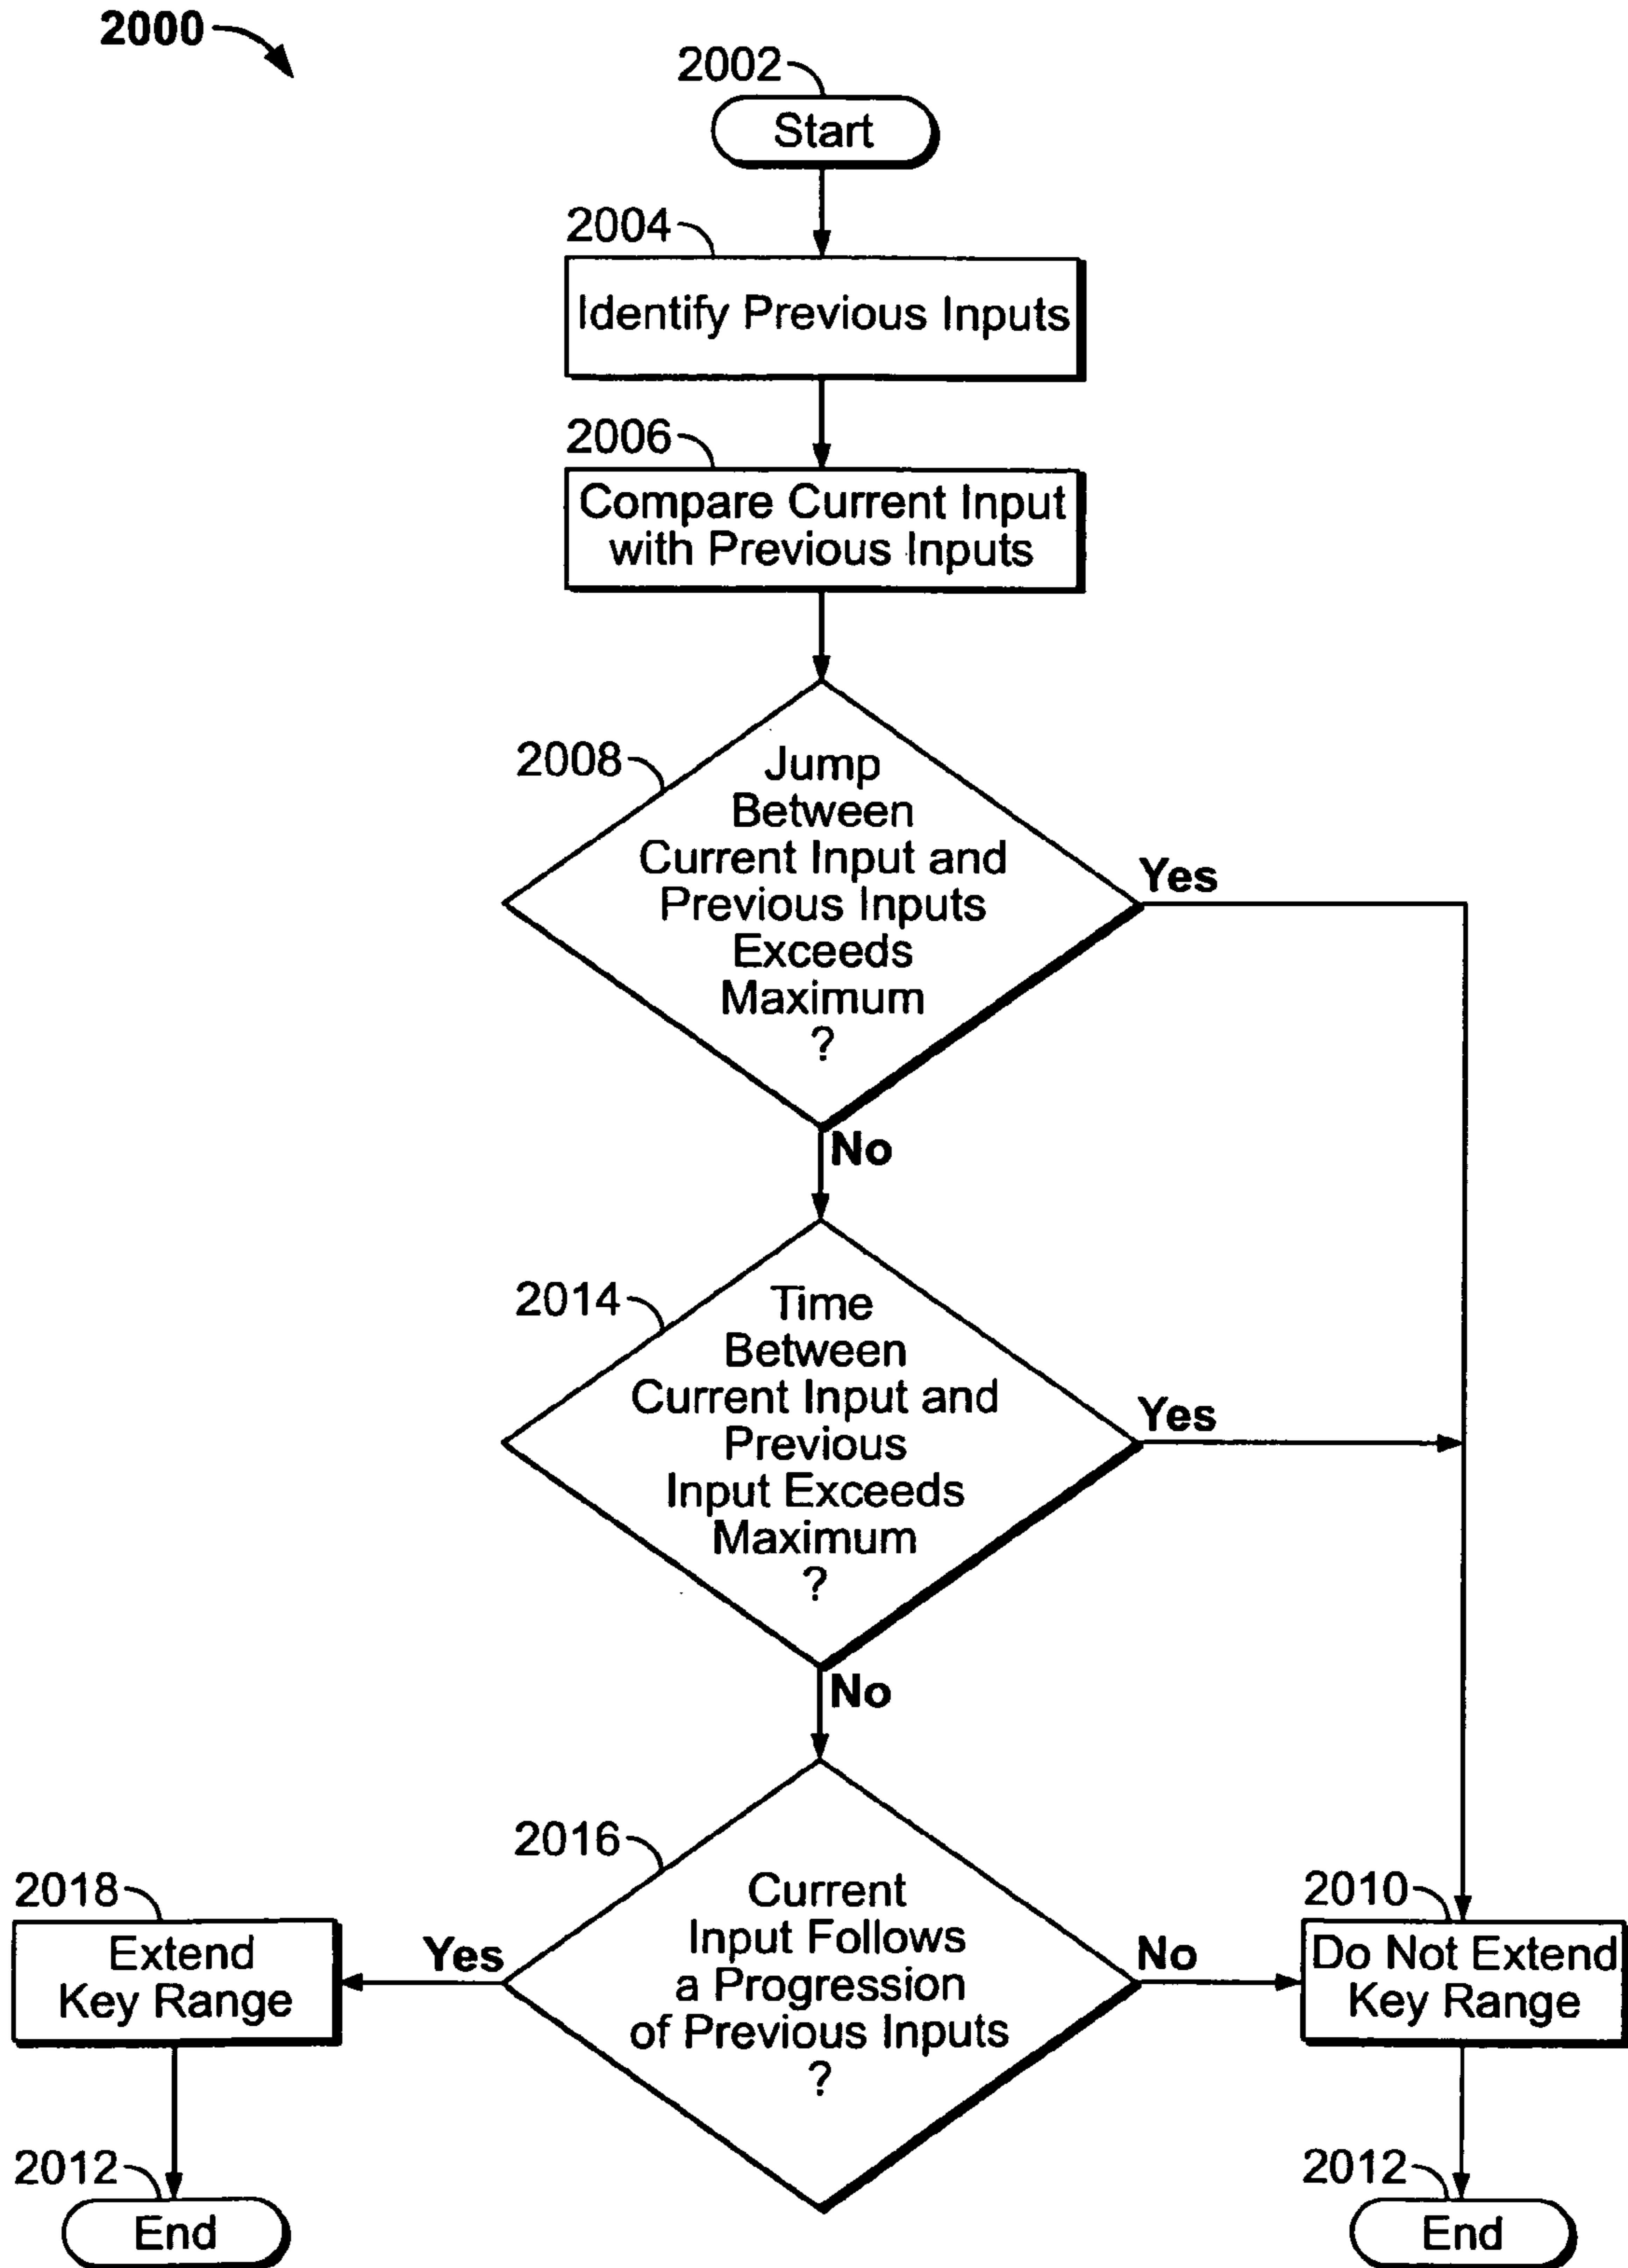 2000
2002
Start
2004
Identify Previous Inputs
2006
Compare Current Input
with Previous Inputs
2008
Jump
Between
Current Input and
Previous Inputs
Exceeds
Maximum
?
Yes
No
2014
Time
Between
Current Input and
Previous
Input Exceeds
Maximum
?
Yes
No
2016
Current
Input Follows
a Progression
of Previous Inputs
?
Yes
No
2018
Extend
Key Range
2010
Do Not Extend
Key Range
2012
End
2012
End